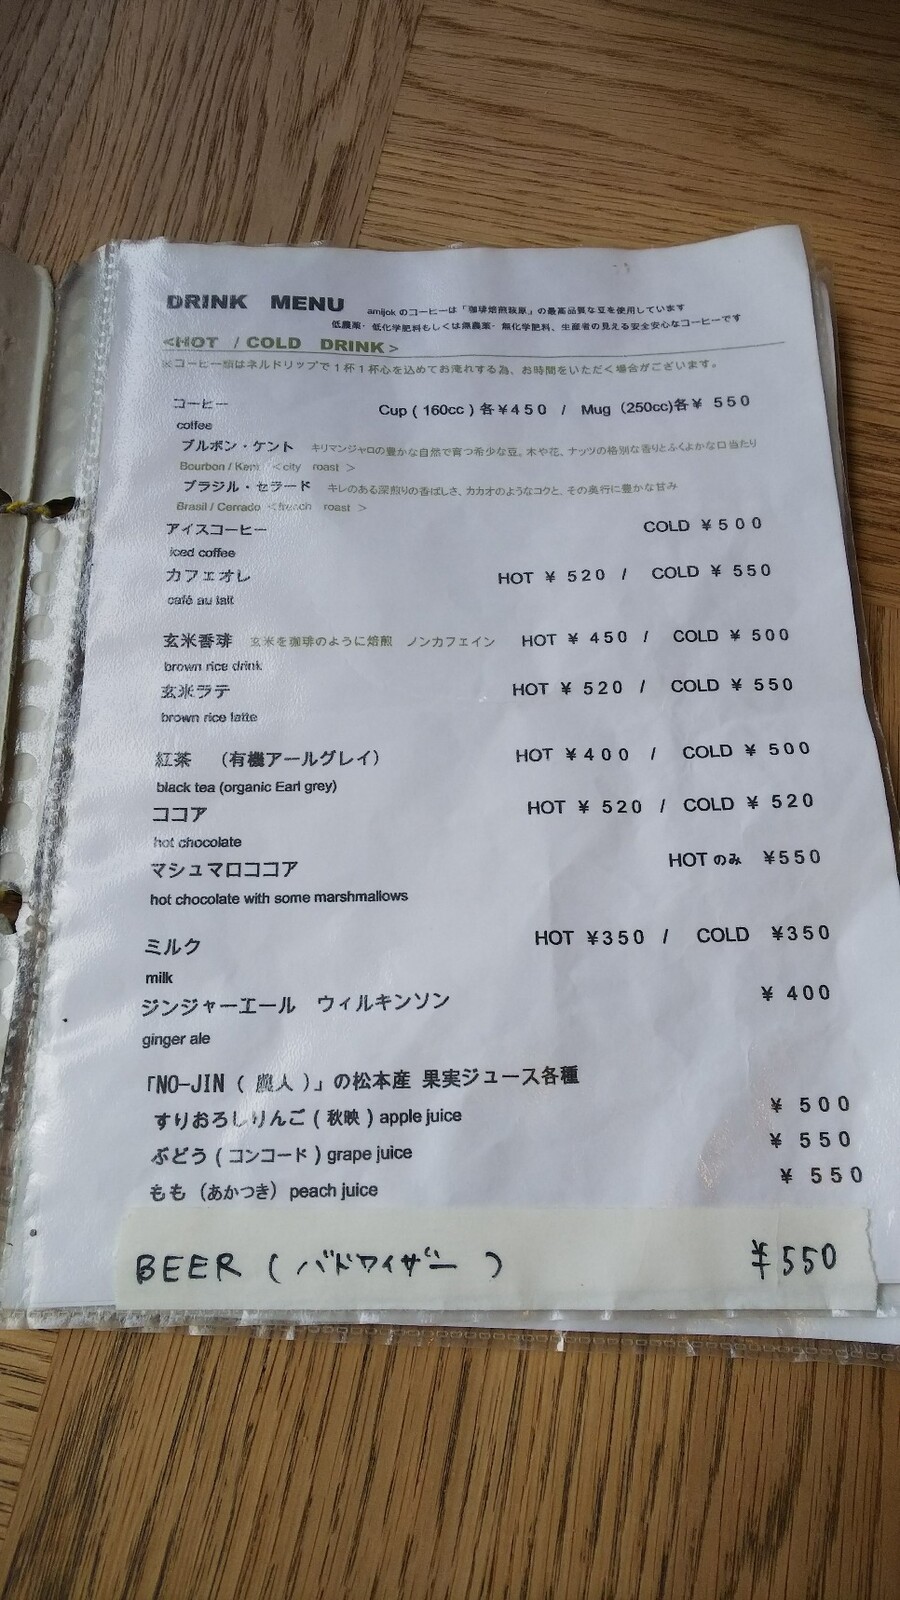 DRINK MENU amijok のコーヒーは「珈琲焙煎談原」の最高品質な豆を使用しています
低農薬・低化学肥料もしくは無農薬・無化学肥料、生産者の見える安全安心なコーヒーです
<HOT / COLD DRINK>
※コーヒー類はネルドリップで1杯1杯心を込めてお淹れする為、お時間をいただく場合がございます。
コーヒー Cup ( 160cc ) 各¥450 / Mug (250cc)各¥ 550
coffee
ブルボン・ケント キリマンジャロの豊かな自然で育つ希少な豆。木や花、ナッツの格別な香りとふくよかな口当たり
Bourbon / Kent <city roast >
ブラジル・セラード キレのある深煎りの香ばしさ、カカオのようなコクと、その奥行に豊かな甘み
Brasil / Cerrado <french roast >
アイスコーヒー COLD ¥500
iced coffee
カフェオレ HOT ¥ 520 / COLD ¥ 550
café au lait
玄米香琲 玄米を珈琲のように焙煎 ノンカフェイン HOT ¥ 450 / COLD ¥ 500
brown rice drink
玄米ラテ HOT ¥ 520 / COLD ¥ 550
brown rice latte
紅茶 (有機アールグレイ) HOT ¥400 / COLD ¥ 500
black tea (organic Earl grey)
ココア HOT ¥ 520 / COLD ¥ 520
hot chocolate
マシュマロココア HOT のみ ¥550
hot chocolate with some marshmallows
ミルク HOT ¥350 / COLD ¥350
milk
ジンジャーエール ウィルキンソン ¥ 400
ginger ale
「NO-JIN ( 農人 )」の松本産 果実ジュース各種
すりおろしりんご ( 秋映 ) apple juice ¥ 500
ぶどう ( コンコード ) grape juice ¥ 550
もも (あかつき) peach juice ¥ 550
BEER ( バドワイザー ) ¥550